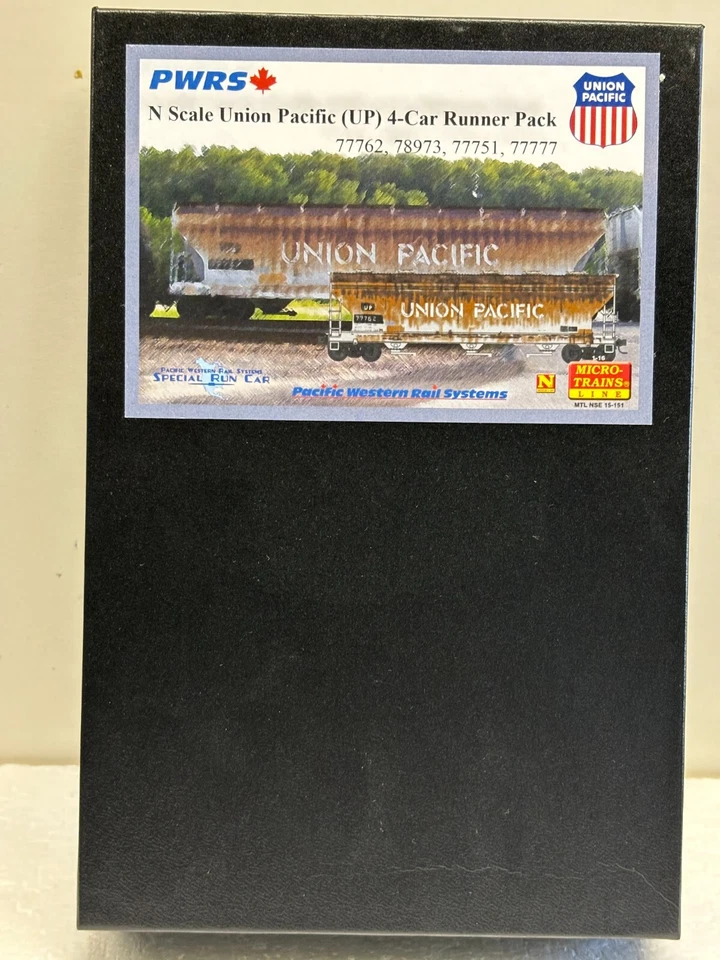 PWRS
N Scale Union Pacific (UP) 4-Car Runner Pack
77762, 78973, 77751, 77777
UNION
PACIFIC
UNION PACIFIC
UNION PACIFIC
UP
77762
1-16
PACIFIC WESTERN RAIL SYSTEMS
SPECIAL RUN CAR
Pacific Western Rail Systems
N
MICRO-
TRAINS®
LINE
MTL NSE 15-151